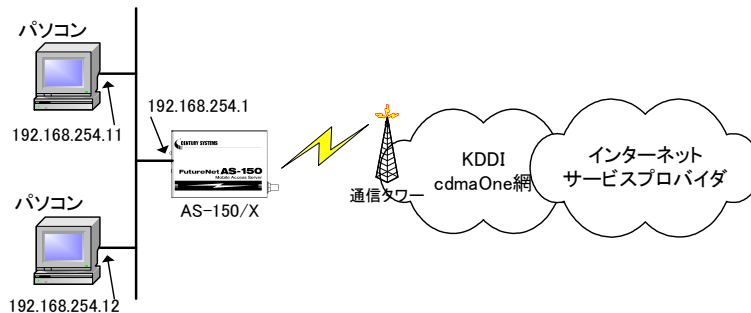 パソコン
192.168.254.11
192.168.254.1
CENTURY SYSTEMS
FutureNet AS-150
Mobile Access Server
AS-150/X
パソコン
192.168.254.12
通信タワー
KDDI
cdmaOne網
インターネット
サービスプロバイダ